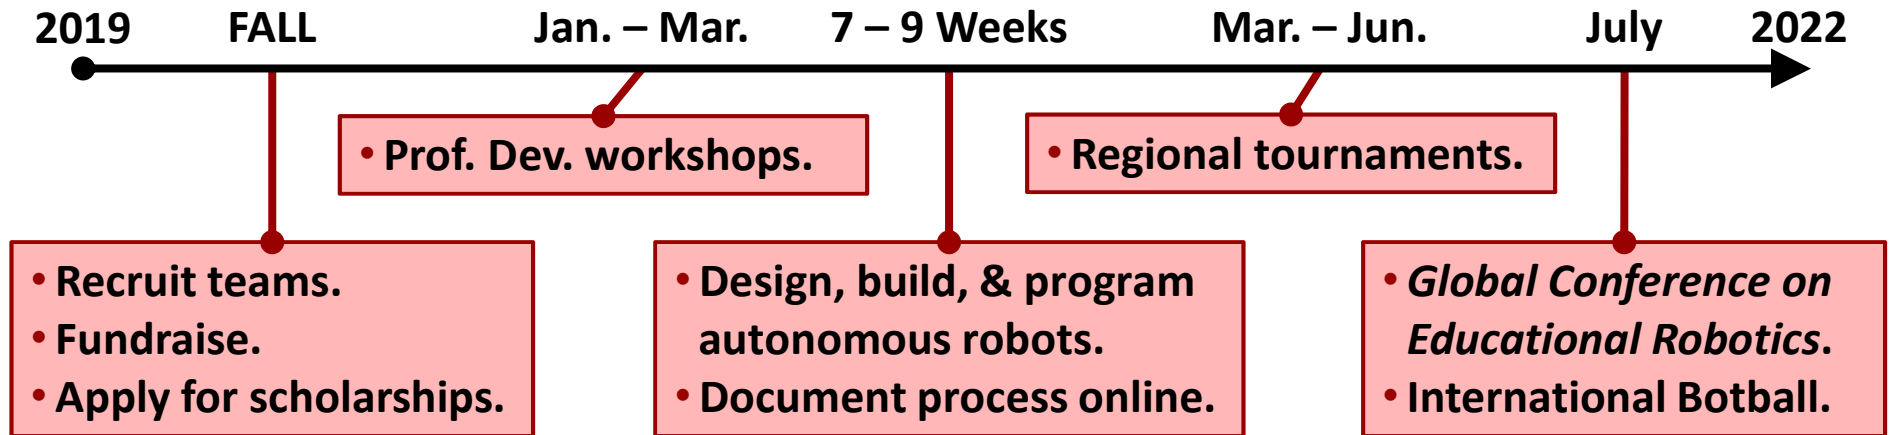 2019 FALL Jan. – Mar. 7 – 9 Weeks Mar. – Jun. July 2022
• Prof. Dev. workshops.
• Regional tournaments.
• Recruit teams.
• Fundraise.
• Apply for scholarships.
• Design, build, & program
autonomous robots.
• Document process online.
• Global Conference on
Educational Robotics.
• International Botball.